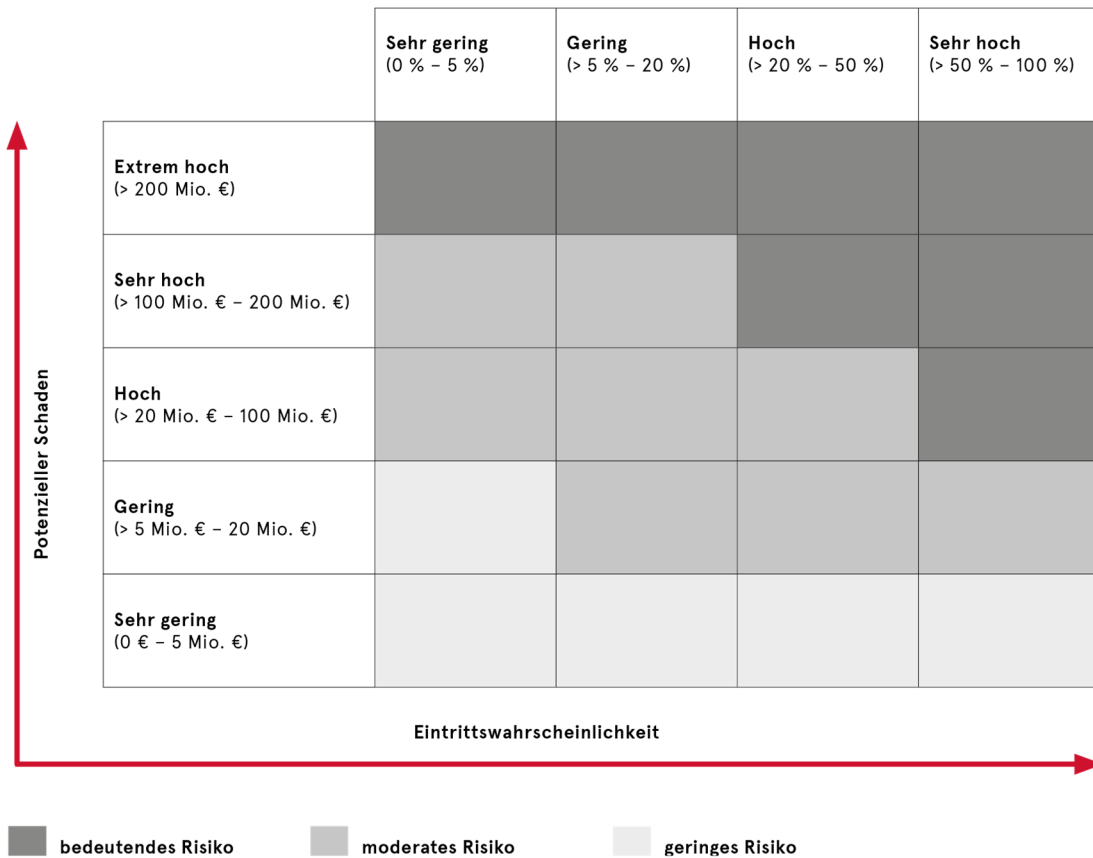 Sehr gering
(0 % – 5 %)
Gering
(> 5 % – 20 %)
Hoch
(> 20 % – 50 %)
Sehr hoch
(> 50 % – 100 %)
Extrem hoch
(> 200 Mio. €)
Sehr hoch
(> 100 Mio. € – 200 Mio. €)
Hoch
(> 20 Mio. € – 100 Mio. €)
Gering
(> 5 Mio. € – 20 Mio. €)
Sehr gering
(0 € – 5 Mio. €)
Potenzieller Schaden
Eintrittswahrscheinlichkeit
bedeutendes Risiko
moderates Risiko
geringes Risiko